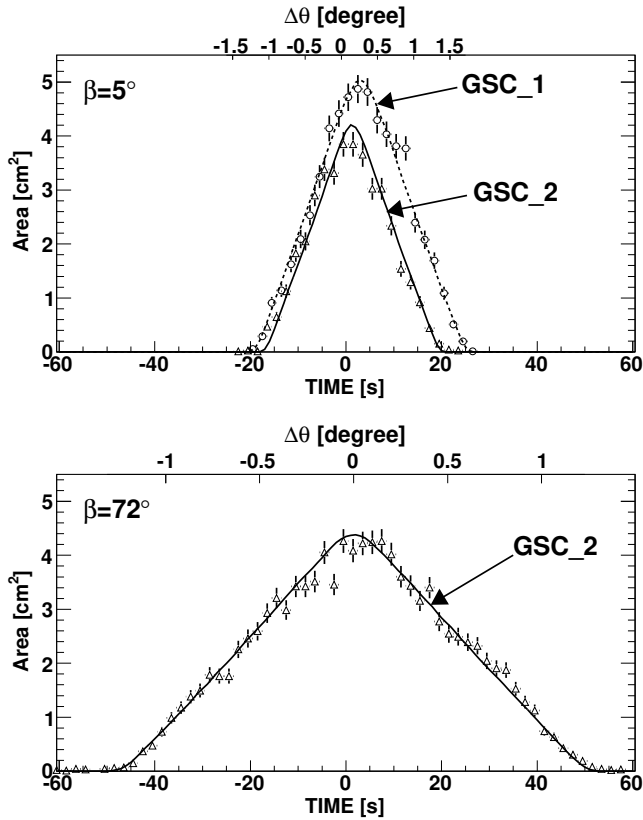 Δθ [degree]
-1.5 -1 -0.5 0 0.5 1 1.5
β=5°
GSC_1
GSC_2
Area [cm²]
5
4
3
2
1
0
-60 -40 -20 0 20 40 60
TIME [s]
Δθ [degree]
-1 -0.5 0 0.5 1
β=72°
GSC_2
Area [cm²]
5
4
3
2
1
0
-60 -40 -20 0 20 40 60
TIME [s]